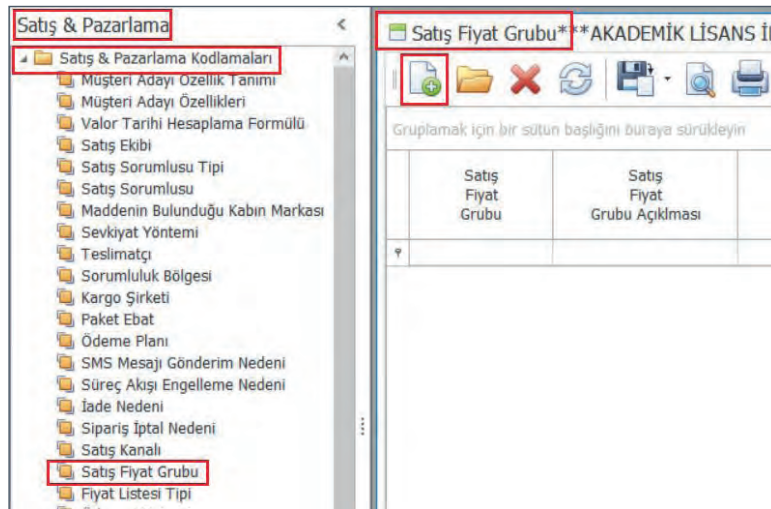 Satış & Pazarlama
Satış & Pazarlama Kodlamaları
Müşteri Adayı Özellik Tanımı
Müşteri Adayı Özellikleri
Valor Tarihi Hesaplama Formülü
Satış Ekibi
Satış Sorumlusu Tipi
Satış Sorumlusu
Maddenin Bulunduğu Kabın Markası
Sevkiyat Yöntemi
Teslimatçı
Sorumluluk Bölgesi
Kargo Şirketi
Paket Ebat
Ödeme Planı
SMS Mesajı Gönderim Nedeni
Süreç Akışı Engelleme Nedeni
İade Nedeni
Sipariş İptal Nedeni
Satış Kanalı
Satış Fiyat Grubu
Fiyat Listesi Tipi
Satış Fiyat Grubu***AKADEMİK LİSANS
Gruplamak için bir sütun başlığını buraya sürükleyin
Satış
Fiyat
Grubu
Satış
Fiyat
Grubu Açıklması